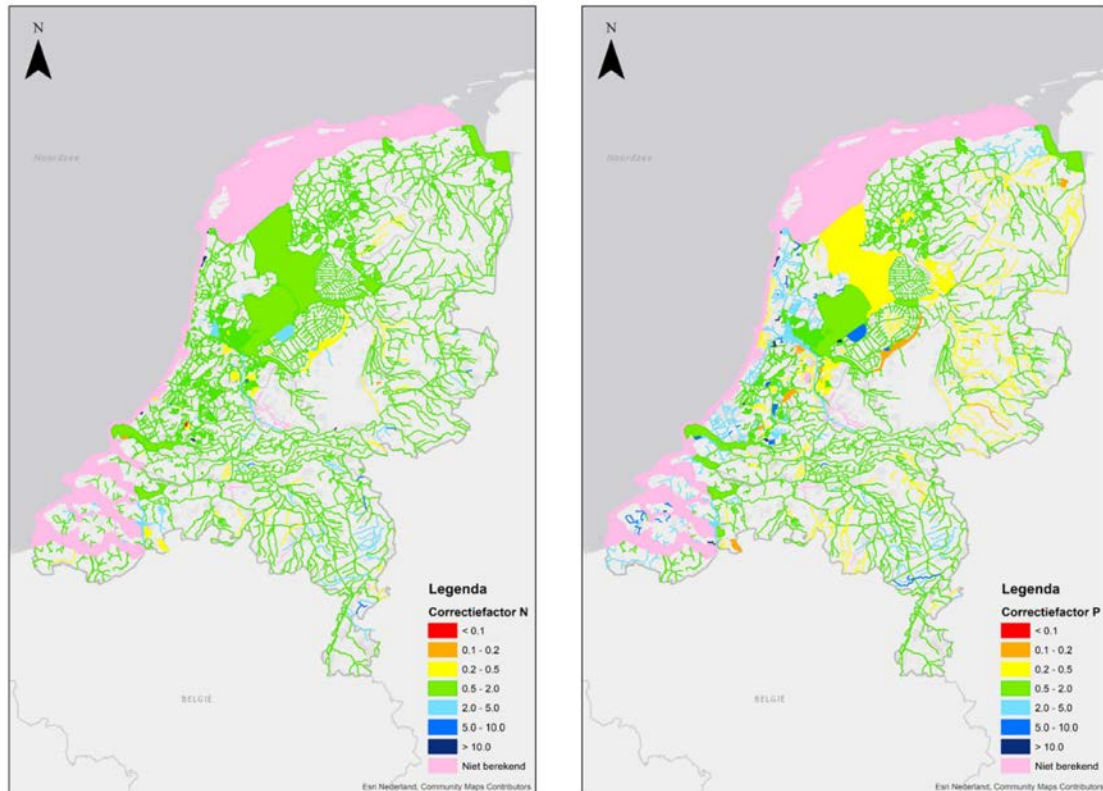 N
Noordzee
BELGIË
Legenda
Correctiefactor N
< 0.1
0.1 - 0.2
0.2 - 0.5
0.5 - 2.0
2.0 - 5.0
5.0 - 10.0
> 10.0
Niet berekend
Esri Nederland, Community Maps Contributors
N
Noordzee
BELGIË
Legenda
Correctiefactor P
< 0.1
0.1 - 0.2
0.2 - 0.5
0.5 - 2.0
2.0 - 5.0
5.0 - 10.0
> 10.0
Niet berekend
Esri Nederland, Community Maps Contributors